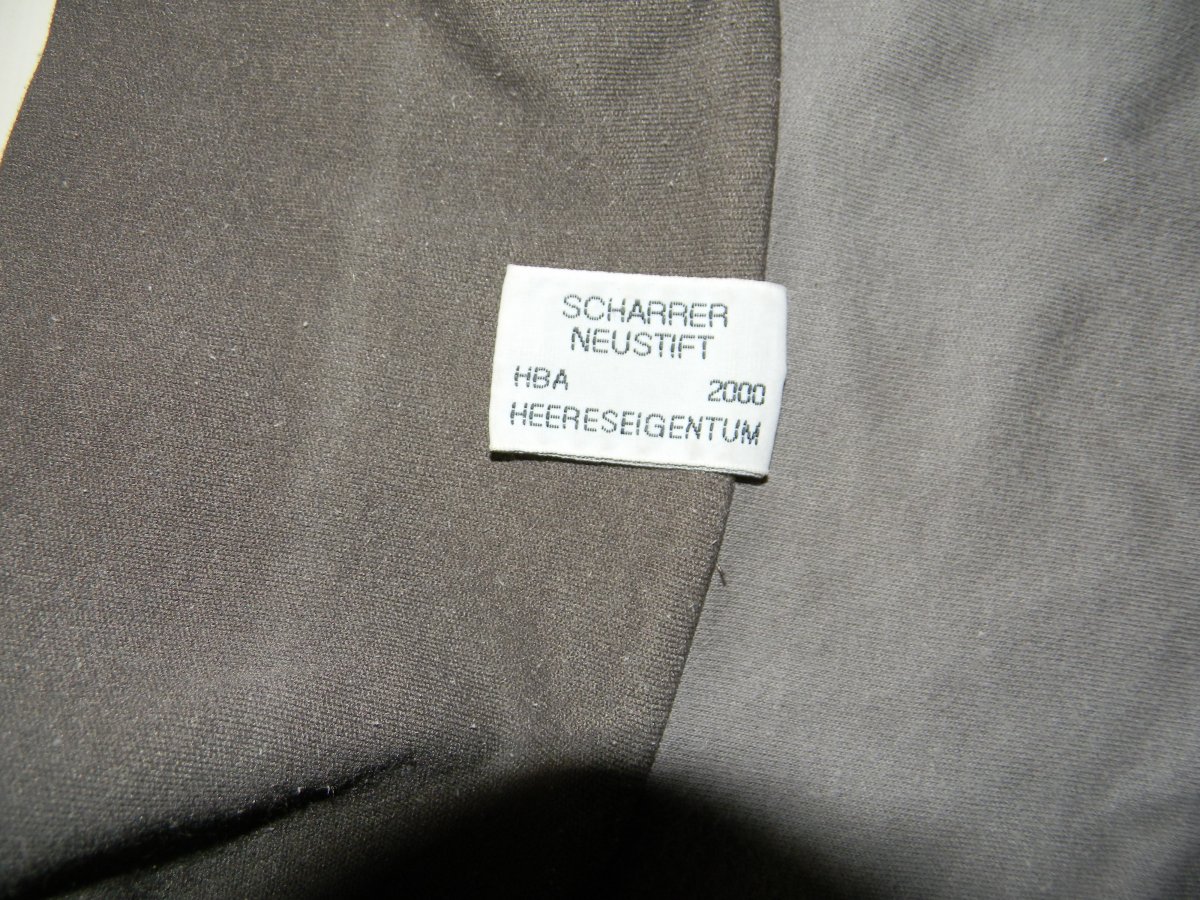 SCHARRER
NEUSTIFT
HBA 2000
HEERESEIGENTUM